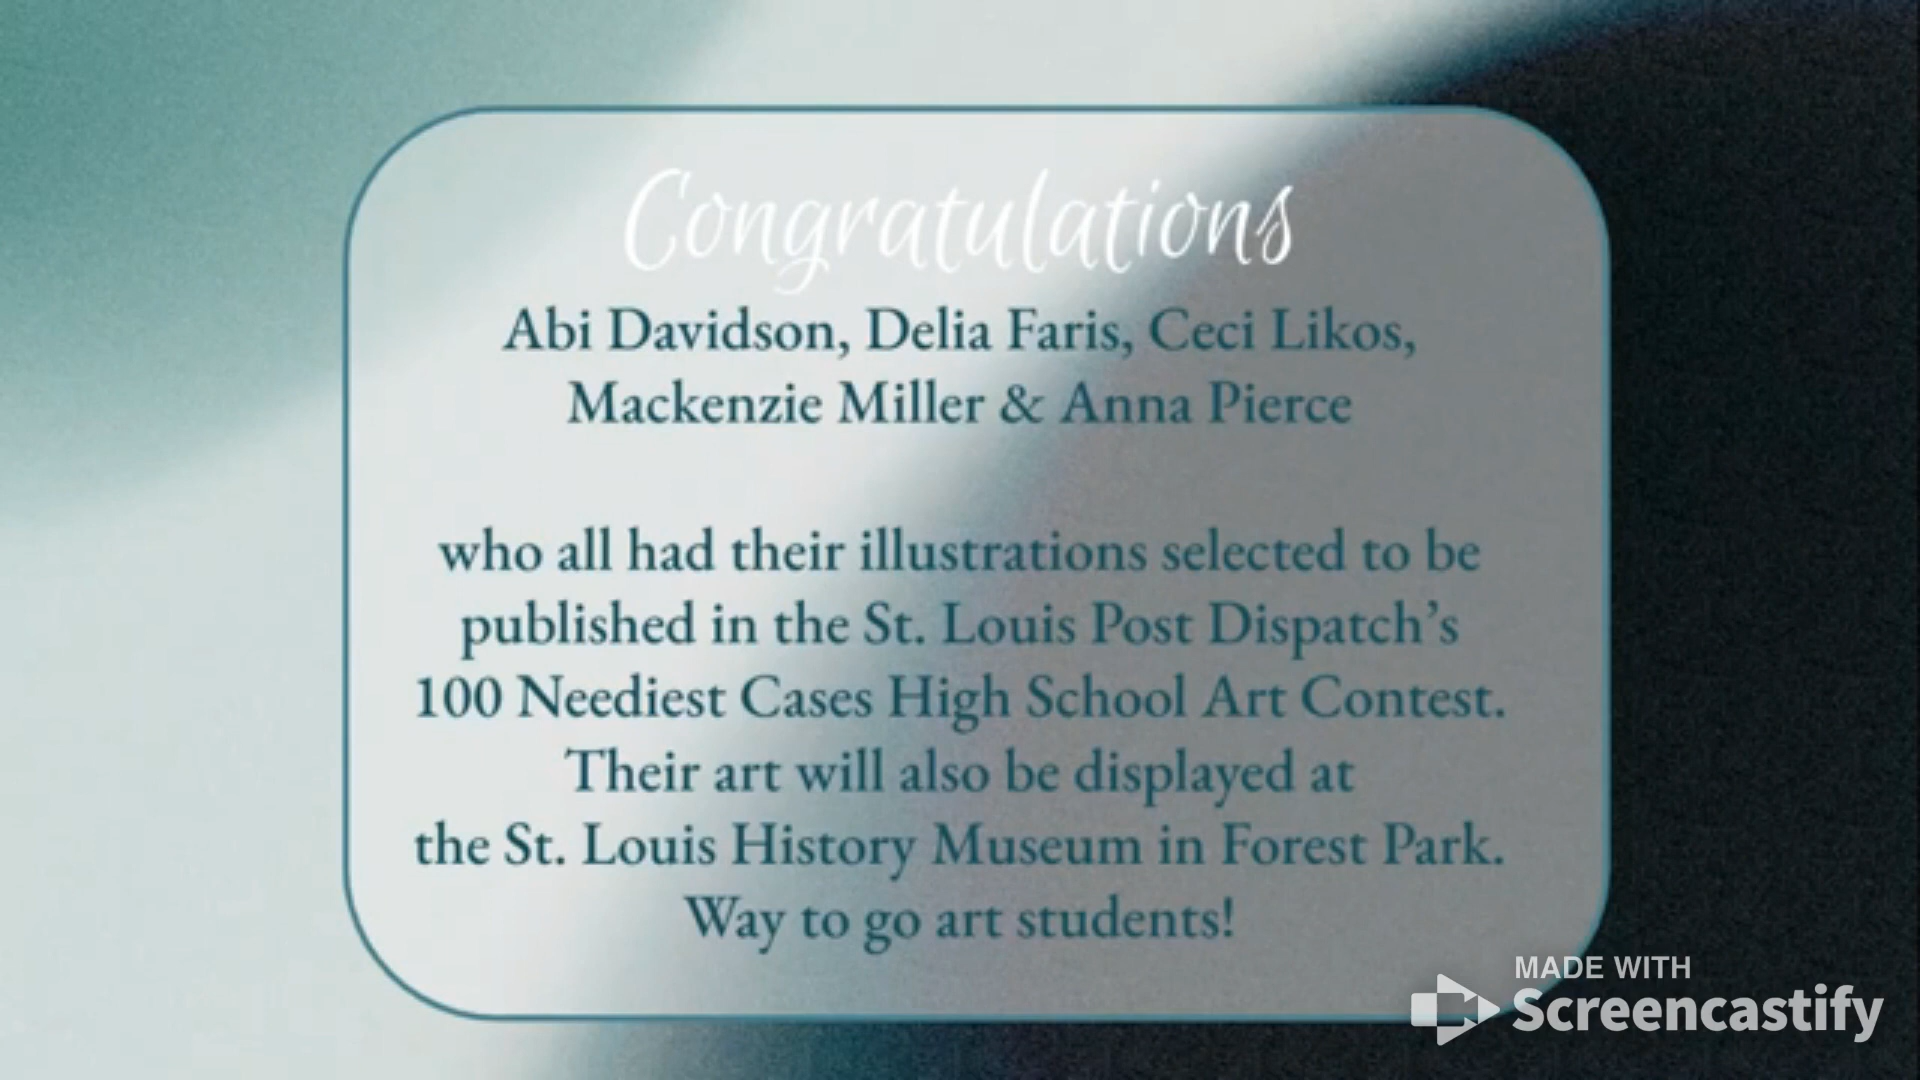 Congratulations
Abi Davidson, Delia Faris, Ceci Likos,
Mackenzie Miller & Anna Pierce
who all had their illustrations selected to be
published in the St. Louis Post Dispatch’s
100 Neediest Cases High School Art Contest.
Their art will also be displayed at
the St. Louis History Museum in Forest Park.
Way to go art students!
MADE WITH
Screencastify